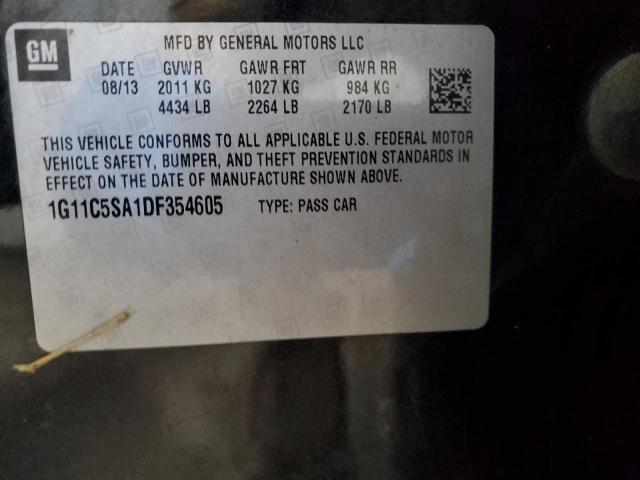 GM
MFD BY GENERAL MOTORS LLC
DATE GVWR GAWR FRT GAWR RR
08/13 2011 KG 1027 KG 984 KG
4434 LB 2264 LB 2170 LB
THIS VEHICLE CONFORMS TO ALL APPLICABLE U.S. FEDERAL MOTOR
VEHICLE SAFETY, BUMPER, AND THEFT PREVENTION STANDARDS IN
EFFECT ON THE DATE OF MANUFACTURE SHOWN ABOVE.
1G11C5SA1DF354605 TYPE: PASS CAR